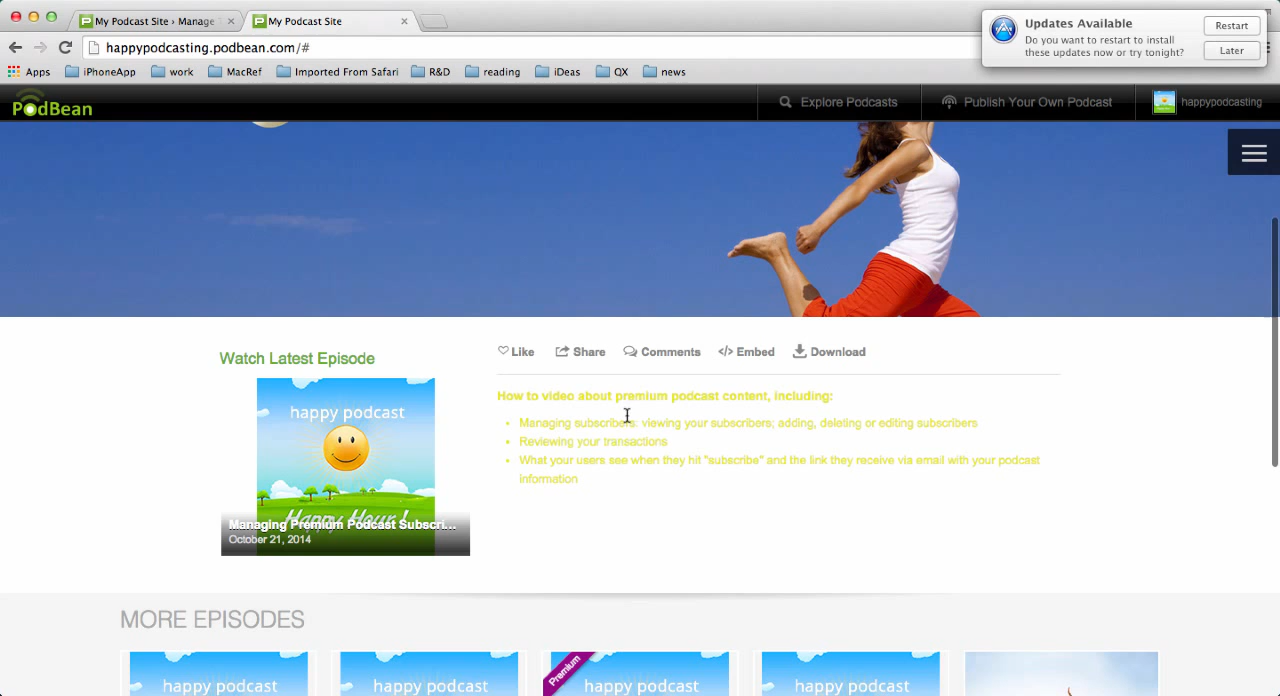 My Podcast Site › Manage
My Podcast Site
Updates Available
Do you want to restart to install
these updates now or try tonight?
Restart
Later
happypodcasting.podbean.com/#
Apps
iPhoneApp
work
MacRef
Imported From Safari
R&D
reading
iDeas
QX
news
PodBean
Explore Podcasts
Publish Your Own Podcast
happypodcasting
Watch Latest Episode
Like
Share
Comments
</> Embed
Download
happy podcast
Happy Hour !
Managing Premium Podcast Subscri...
October 21, 2014
How to video about premium podcast content, including:
• Managing subscribers: viewing your subscribers; adding, deleting or editing subscribers
• Reviewing your transactions
• What your users see when they hit "subscribe" and the link they receive via email with your podcast
information
MORE EPISODES
happy podcast
happy podcast
Premium
happy podcast
happy podcast